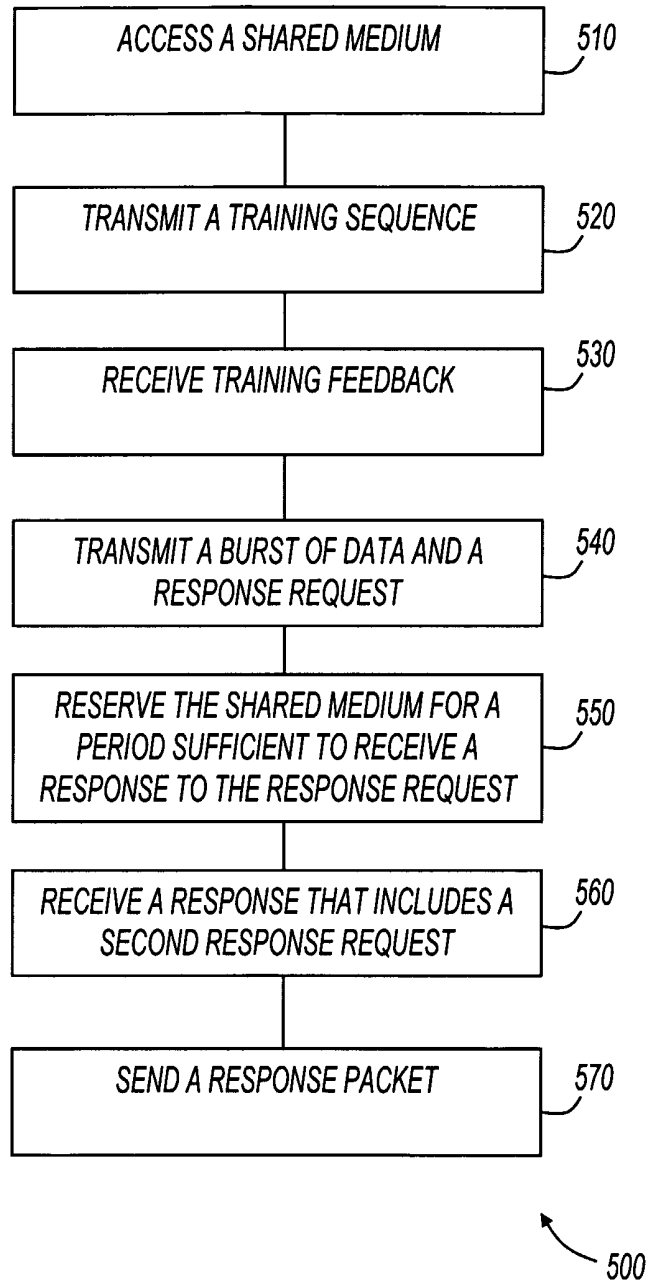 ACCESS A SHARED MEDIUM
510
TRANSMIT A TRAINING SEQUENCE
520
RECEIVE TRAINING FEEDBACK
530
TRANSMIT A BURST OF DATA AND A
RESPONSE REQUEST
540
RESERVE THE SHARED MEDIUM FOR A
PERIOD SUFFICIENT TO RECEIVE A
RESPONSE TO THE RESPONSE REQUEST
550
RECEIVE A RESPONSE THAT INCLUDES A
SECOND RESPONSE REQUEST
560
SEND A RESPONSE PACKET
570
500